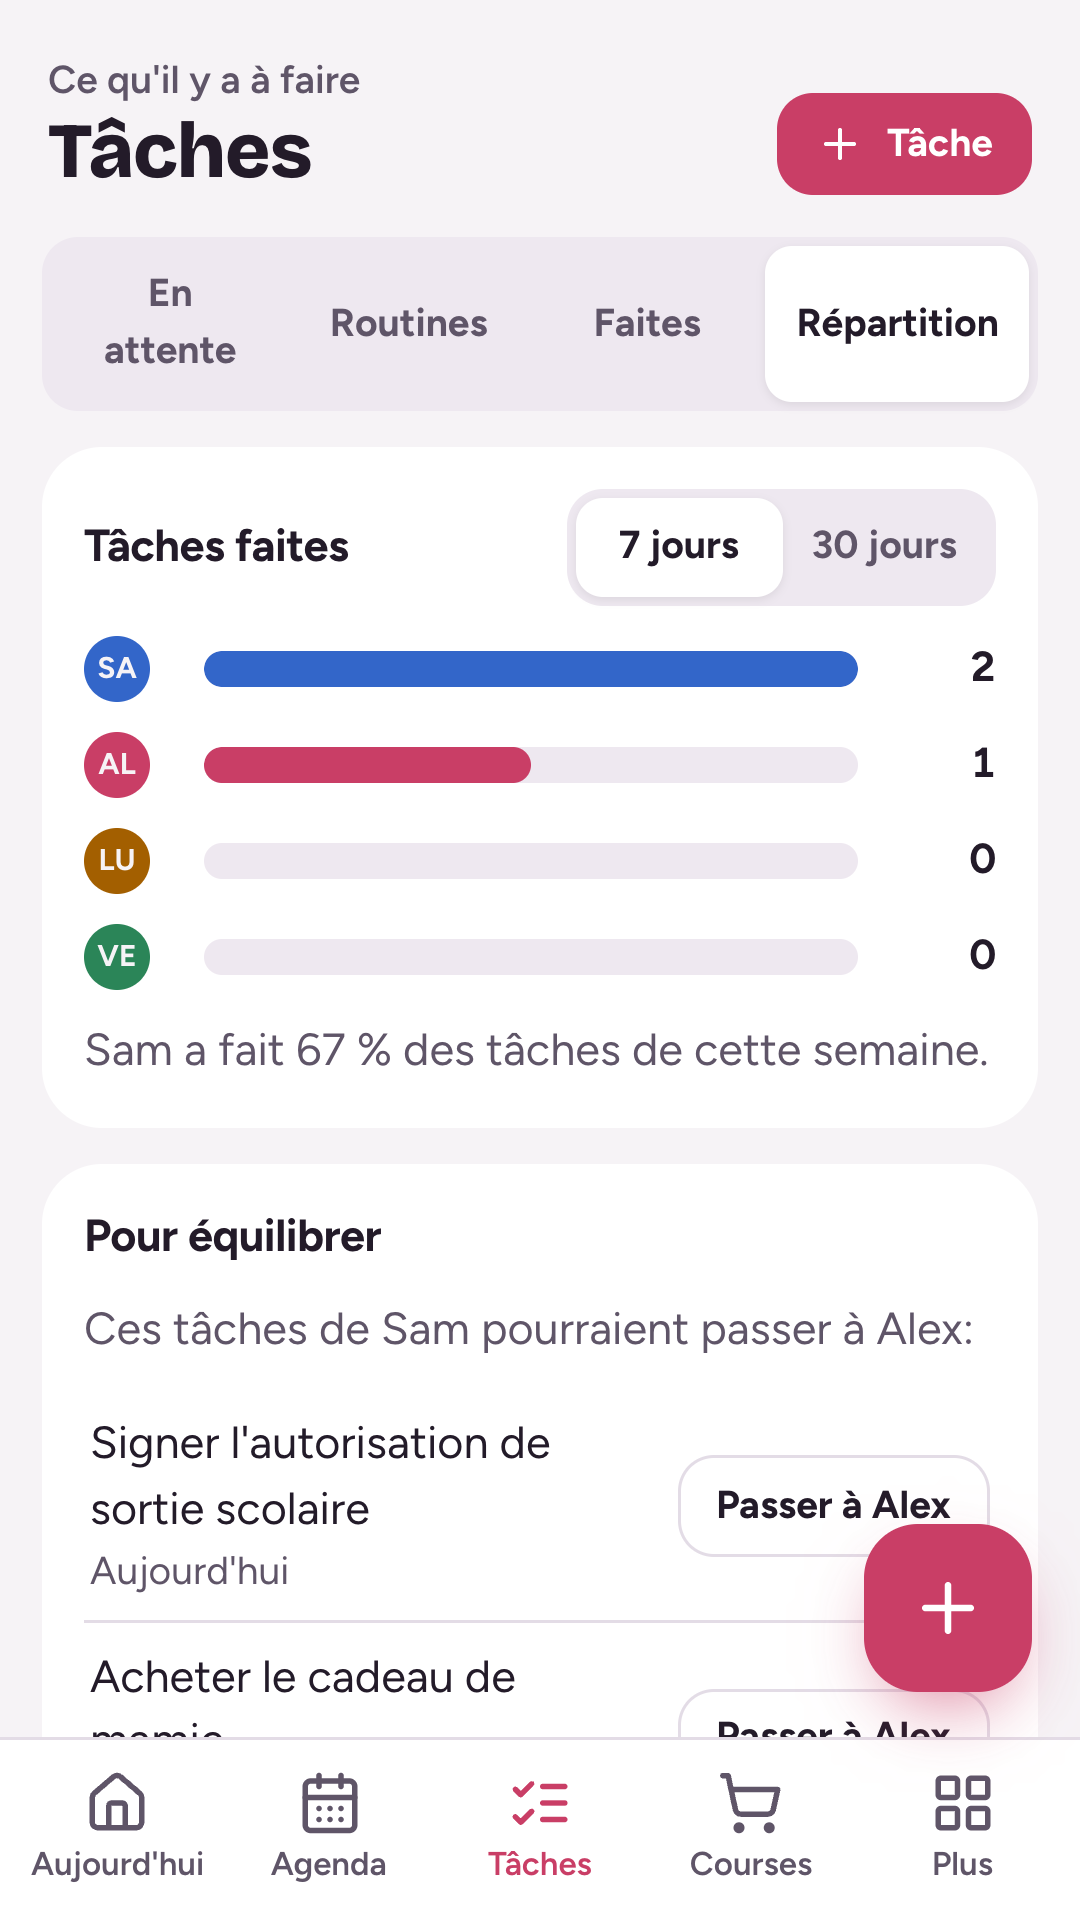 Ce qu'il y a à faire
Tâches
Tâche
En
attente
Routines
Faites
Répartition
Tâches faites
7 jours
30 jours
SA
2
AL
1
LU
0
VE
0
Sam a fait 67 % des tâches de cette semaine.
Pour équilibrer
Ces tâches de Sam pourraient passer à Alex:
Signer l'autorisation de
sortie scolaire
Aujourd'hui
Passer à Alex
Acheter le cadeau de
mamie
Passer à Alex
Aujourd'hui
Agenda
Tâches
Courses
Plus